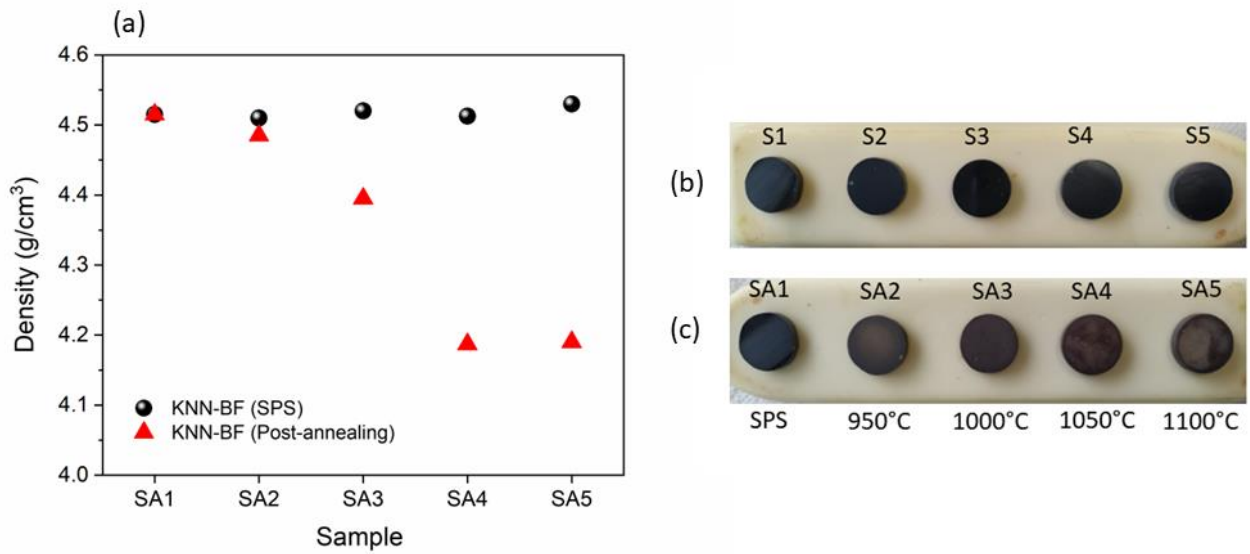 (a)
4.6
4.5
4.4
4.3
4.2
4.1
4.0
Density (g/cm³)
KNN-BF (SPS)
KNN-BF (Post-annealing)
SA1 SA2 SA3 SA4 SA5
Sample
(b)
S1 S2 S3 S4 S5
(c)
SA1 SA2 SA3 SA4 SA5
SPS 950°C 1000°C 1050°C 1100°C